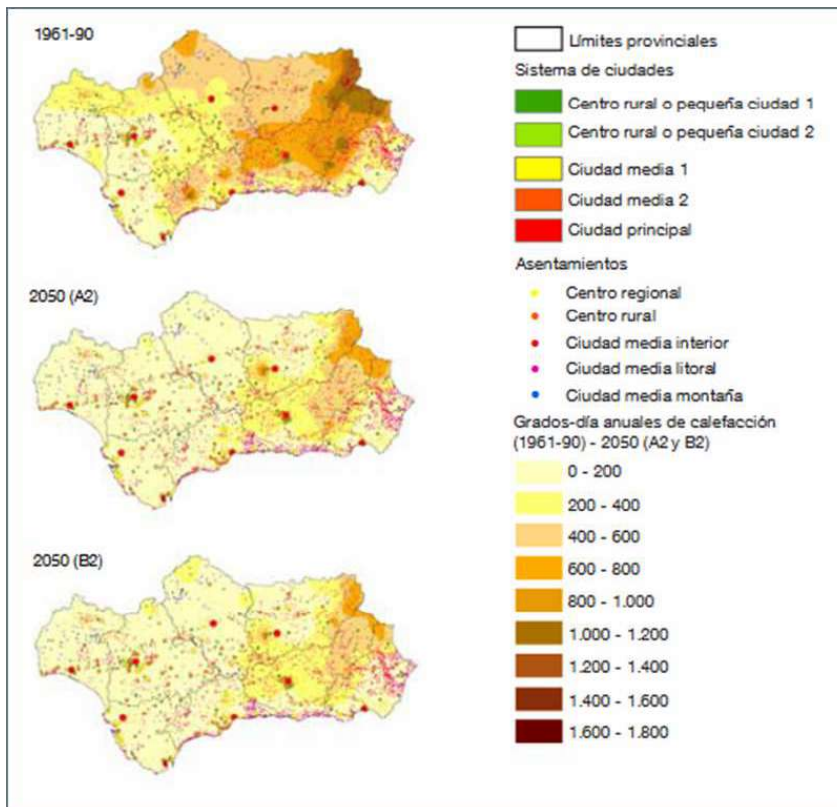 1961-90
2050 (A2)
2050 (B2)
Límites provinciales
Sistema de ciudades
Centro rural o pequeña ciudad 1
Centro rural o pequeña ciudad 2
Ciudad media 1
Ciudad media 2
Ciudad principal
Asentamientos
Centro regional
Centro rural
Ciudad media interior
Ciudad media litoral
Ciudad media montaña
Grados-día anuales de calefacción
(1961-90) - 2050 (A2 y B2)
0 - 200
200 - 400
400 - 600
600 - 800
800 - 1.000
1.000 - 1.200
1.200 - 1.400
1.400 - 1.600
1.600 - 1.800